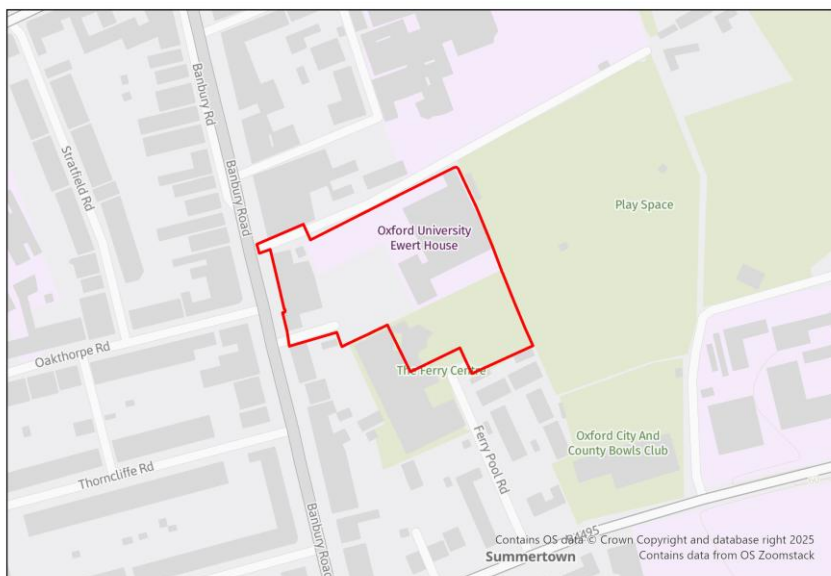 Banbury Rd
Banbury Road
Stratfield Rd
Oxford University
Ewert House
Play Space
Oakthorpe Rd
The Ferry Centre
Thorncliffe Rd
Ferry Pool Rd
Oxford City And
County Bowls Club
Banbury Road
B4495
Summertown
Contains OS data © Crown Copyright and database right 2025
Contains data from OS Zoomstack